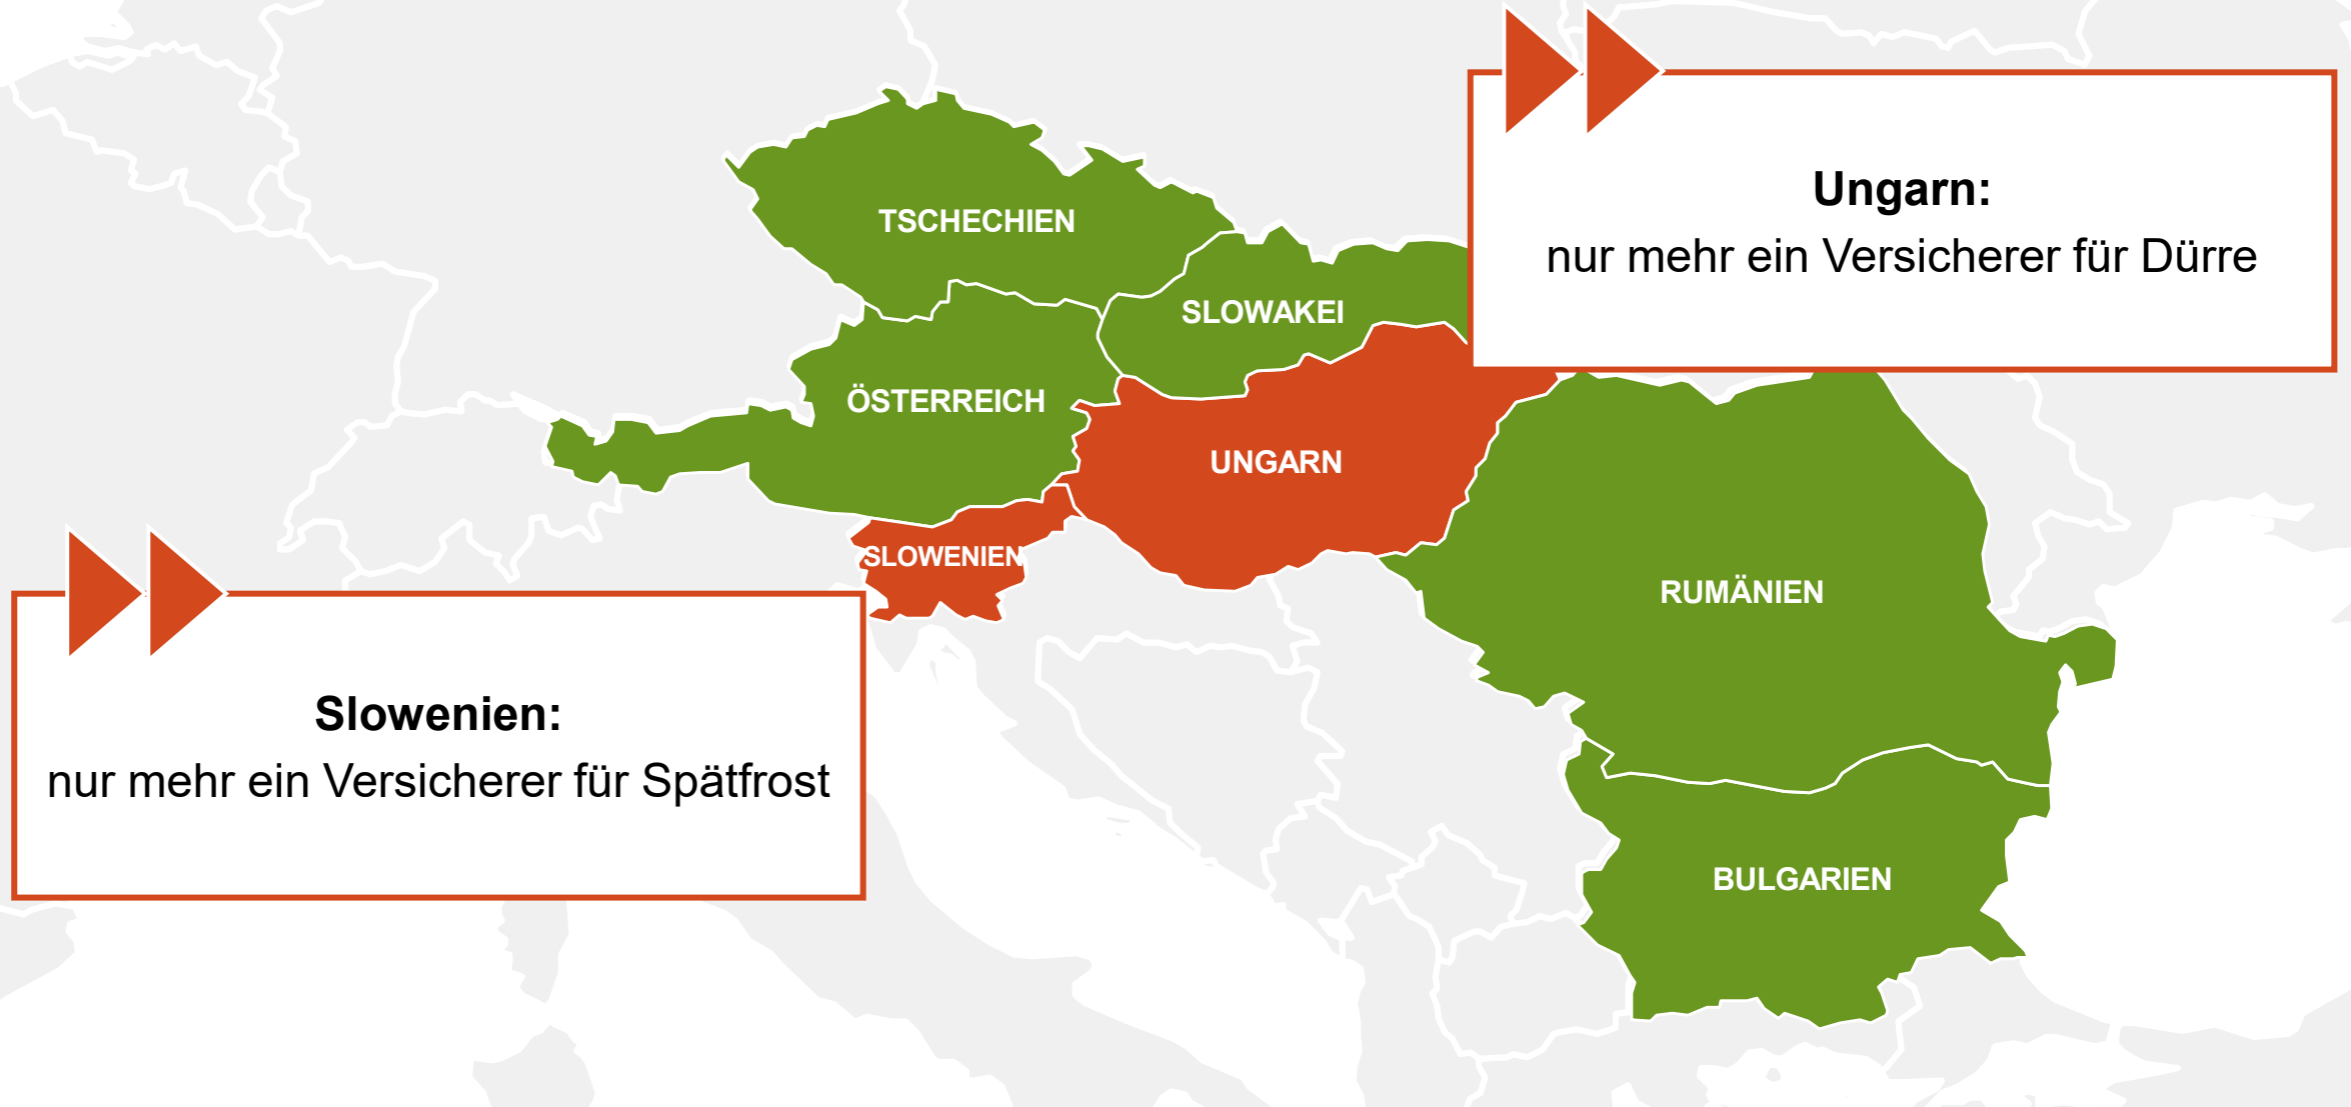 Ungarn:
nur mehr ein Versicherer für Dürre
TSCHECHIEN
SLOWAKEI
ÖSTERREICH
UNGARN
SLOWENIEN
RUMÄNIEN
BULGARIEN
Slowenien:
nur mehr ein Versicherer für Spätfrost